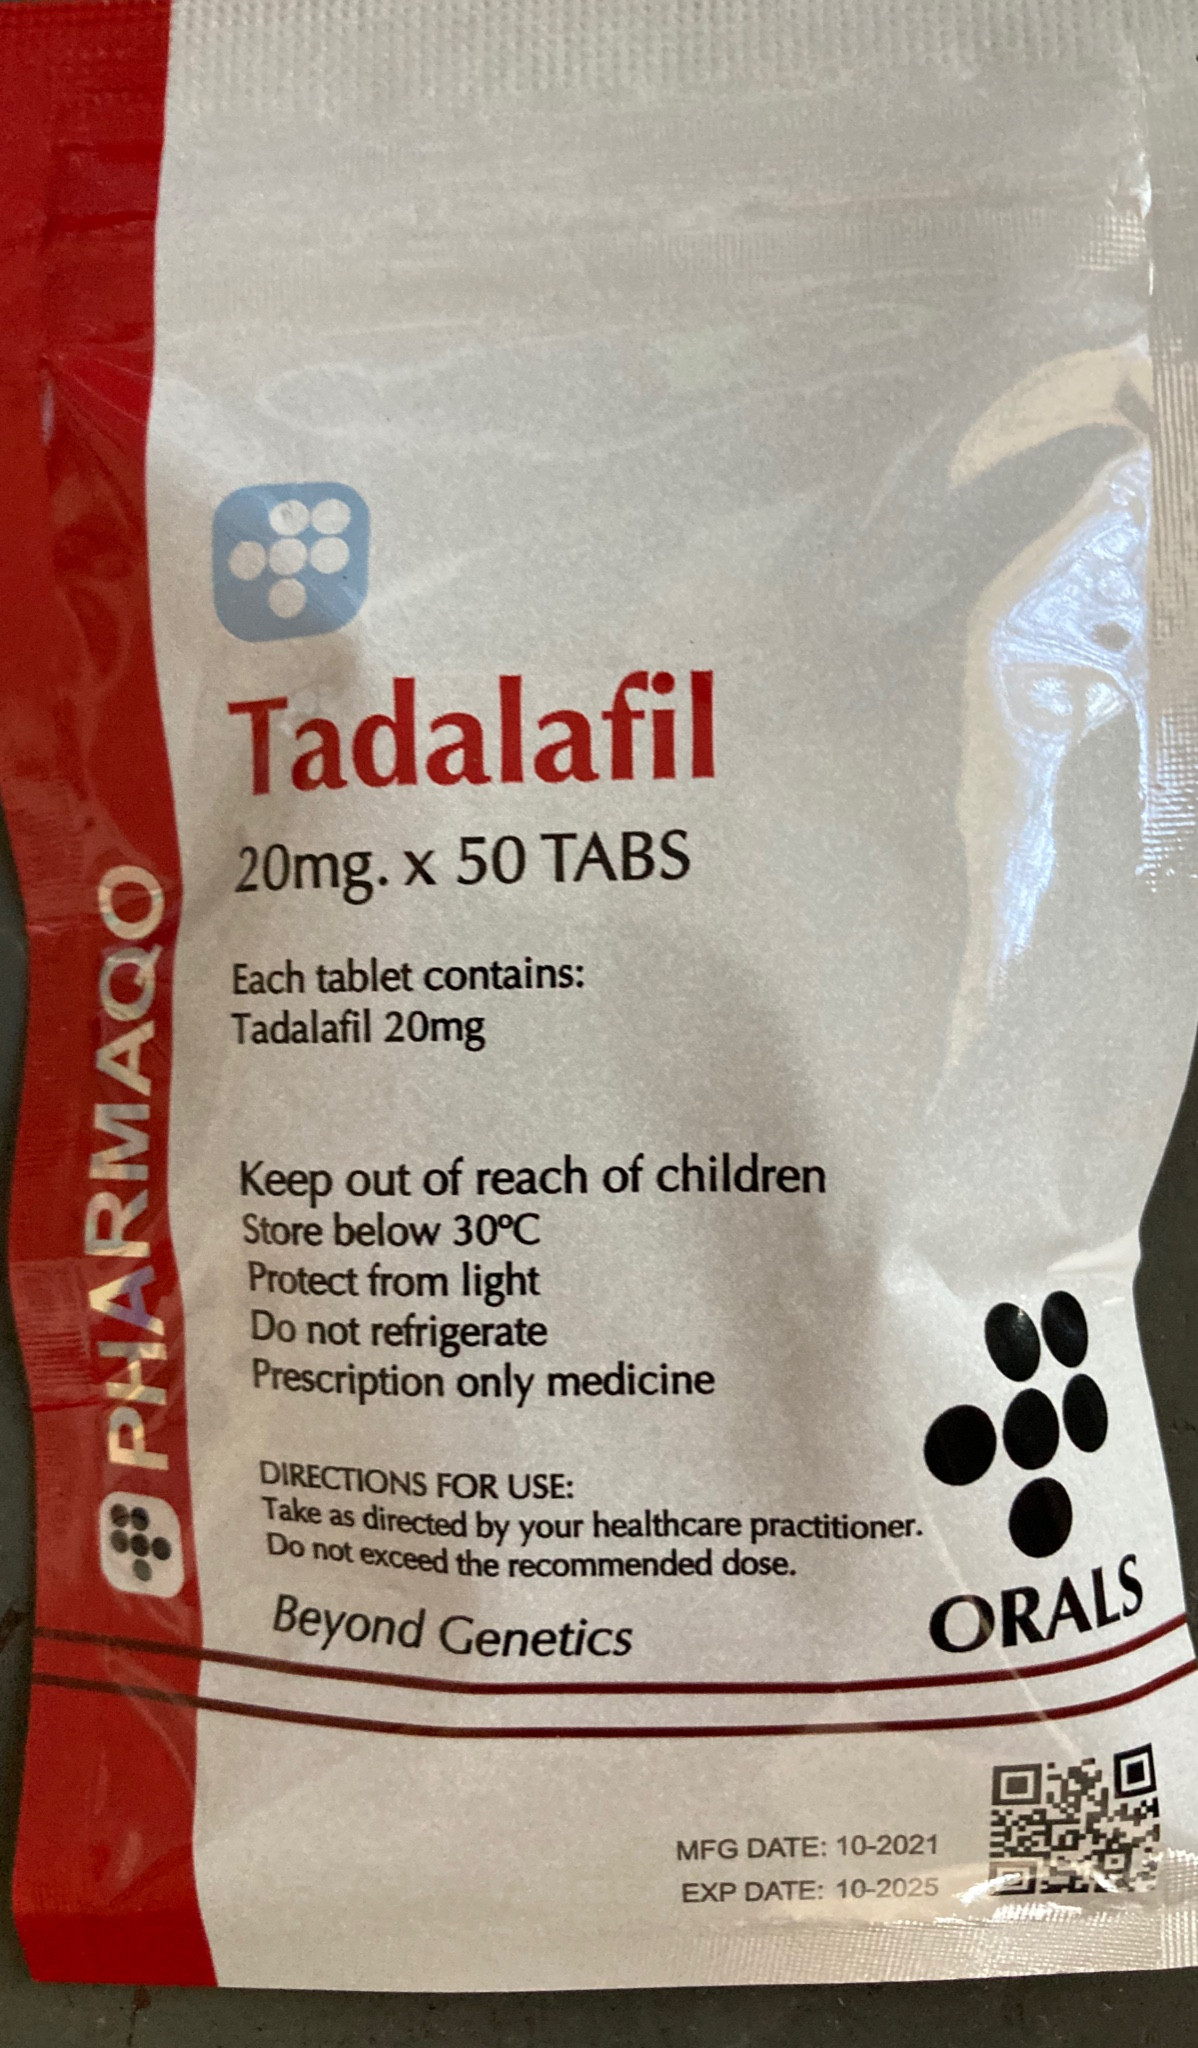 Tadalafil
20mg. x 50 TABS
Each tablet contains:
Tadalafil 20mg
Keep out of reach of children
Store below 30ºC
Protect from light
Do not refrigerate
Prescription only medicine
DIRECTIONS FOR USE:
Take as directed by your healthcare practitioner.
Do not exceed the recommended dose.
Beyond Genetics
ORALS
MFG DATE: 10-2021
EXP DATE: 10-2025
PHARMAQO